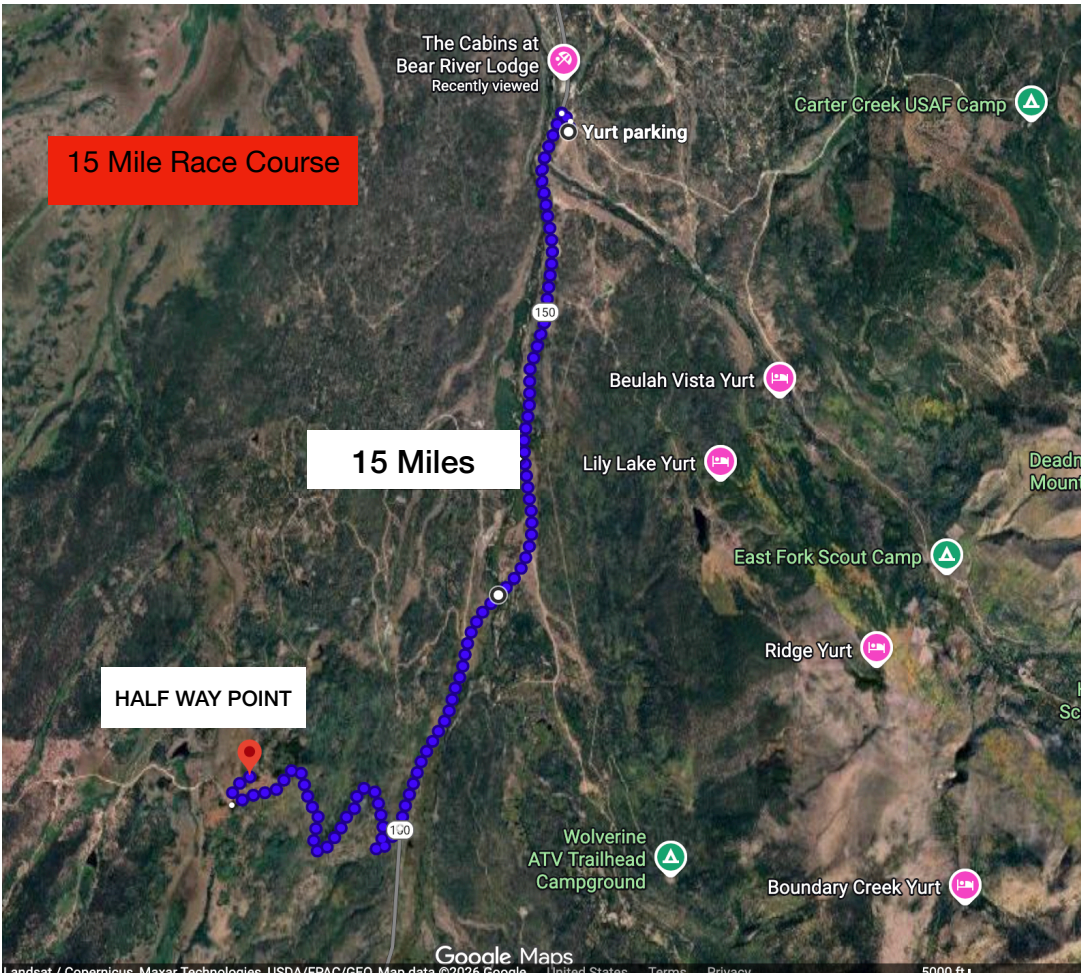 The Cabins at
Bear River Lodge
Recently viewed
Carter Creek USAF Camp
Yurt parking
15 Mile Race Course
150
Beulah Vista Yurt
15 Miles
Lily Lake Yurt
Deadm
Mount
East Fork Scout Camp
Ridge Yurt
HALF WAY POINT
Sc
150
Wolverine
ATV Trailhead
Campground
Boundary Creek Yurt
Google Maps
Landsat / Copernicus, Maxar Technologies, USDA/FPAC/GEO, Map data ©2026 Google United States Terms Privacy 5000 ft